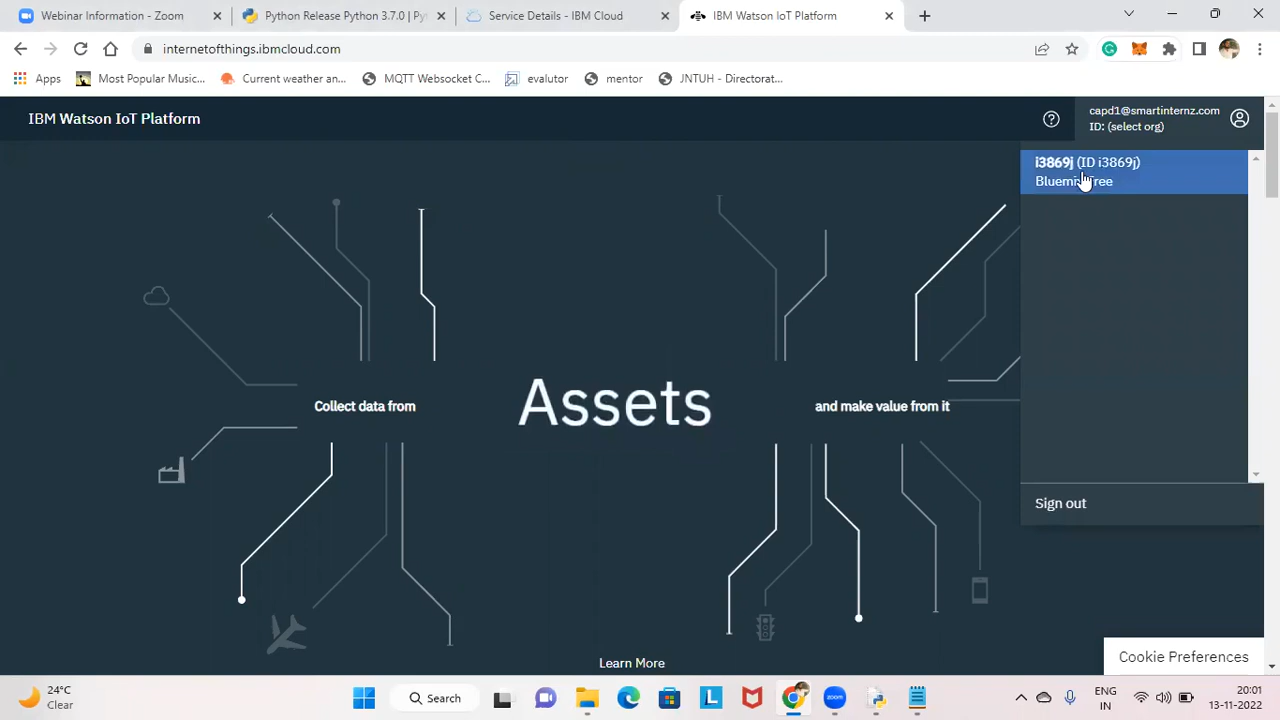 Webinar Information - Zoom
Python Release Python 3.7.0 | Py
Service Details - IBM Cloud
IBM Watson IoT Platform
internetofthings.ibmcloud.com
Apps
Most Popular Music...
Current weather an...
MQTT Websocket C...
evalutor
mentor
JNTUH - Directorat...
IBM Watson IoT Platform
capd1@smartinternz.com
ID: (select org)
i3869j (ID i3869j)
Bluemix Free
Collect data from
Assets
and make value from it
Sign out
Learn More
Cookie Preferences
24°C
Clear
Search
L
zoom
ENG
IN
20:01
13-11-2022